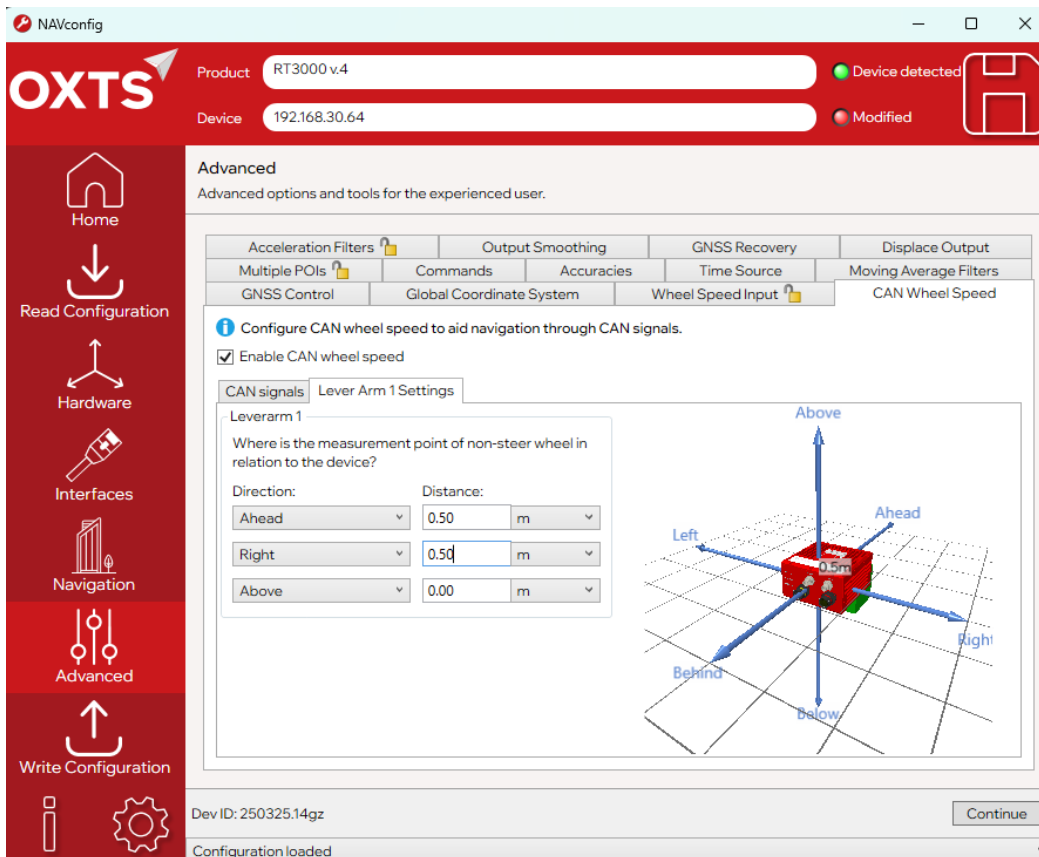 NAVconfig
OXTS
Product RT3000 v.4 Device detected
Device 192.168.30.64 Modified
Home
Read Configuration
Hardware
Interfaces
Navigation
Advanced
Write Configuration
Advanced
Advanced options and tools for the experienced user.
Acceleration Filters Output Smoothing GNSS Recovery Displace Output
Multiple POIs Commands Accuracies Time Source Moving Average Filters
GNSS Control Global Coordinate System Wheel Speed Input CAN Wheel Speed
Configure CAN wheel speed to aid navigation through CAN signals.
Enable CAN wheel speed
CAN signals Lever Arm 1 Settings
Leverarm 1
Where is the measurement point of non-steer wheel in
relation to the device?
Direction: Distance:
Ahead 0.50 m
Right 0.50 m
Above 0.00 m
Above
Ahead
Left
0.5m
Right
Behind
Below
Dev ID: 250325.14gz Continue
Configuration loaded